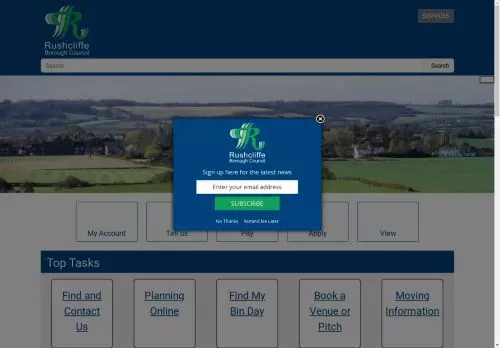 Rushcliffe
Borough Council
SERVICES
Search
Search
Rushcliffe
Borough Council
Sign up here for the latest news
Enter your email address
SUBSCRIBE
No Thanks
Remind Me Later
My Account
Tell us
Pay
Apply
View
Top Tasks
Find and
Contact
Us
Planning
Online
Find My
Bin Day
Book a
Venue or
Pitch
Moving
Information